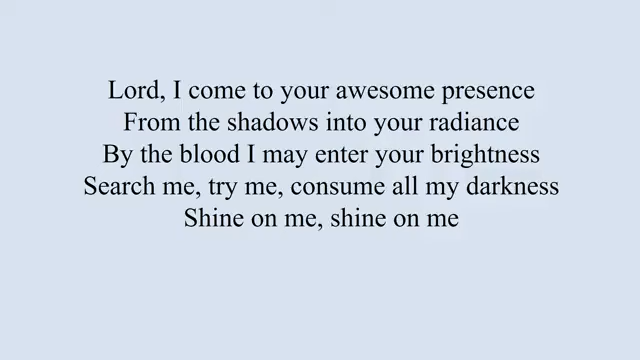 Lord, I come to your awesome presence
From the shadows into your radiance
By the blood I may enter your brightness
Search me, try me, consume all my darkness
Shine on me, shine on me